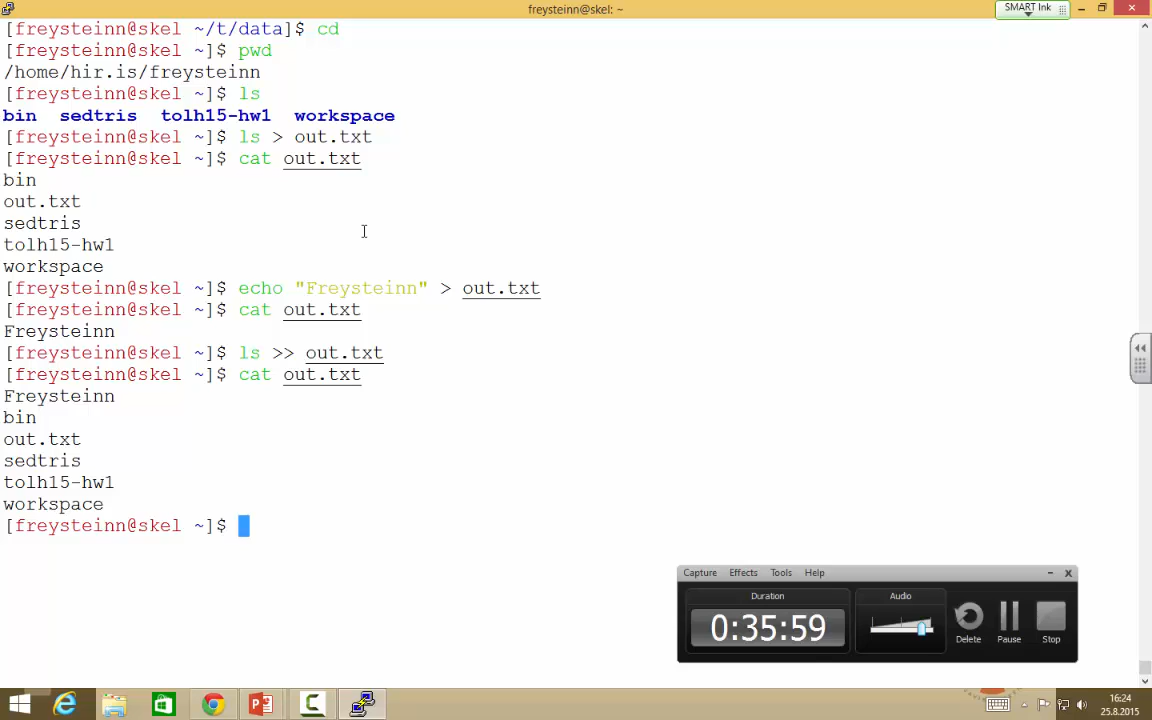 freysteinn@skel: ~
SMART Ink
[freysteinn@skel ~/t/data]$ cd
[freysteinn@skel ~]$ pwd
/home/hir.is/freysteinn
[freysteinn@skel ~]$ ls
bin  sedtris  tolh15-hw1  workspace
[freysteinn@skel ~]$ ls > out.txt
[freysteinn@skel ~]$ cat out.txt
bin
out.txt
sedtris
tolh15-hw1
workspace
[freysteinn@skel ~]$ echo "Freysteinn" > out.txt
[freysteinn@skel ~]$ cat out.txt
Freysteinn
[freysteinn@skel ~]$ ls >> out.txt
[freysteinn@skel ~]$ cat out.txt
Freysteinn
bin
out.txt
sedtris
tolh15-hw1
workspace
[freysteinn@skel ~]$
Capture Effects Tools Help
Duration
Audio
0:35:59
Delete
Pause
Stop
16:24
25.8.2015